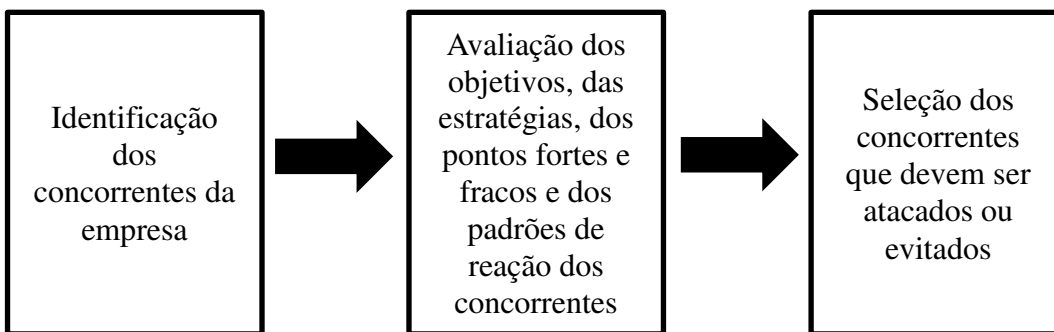 Identificação
dos
concorrentes da
empresa
Avaliação dos
objetivos, das
estratégias, dos
pontos fortes e
fracos e dos
padrões de
reação dos
concorrentes
Seleção dos
concorrentes
que devem ser
atacados ou
evitados